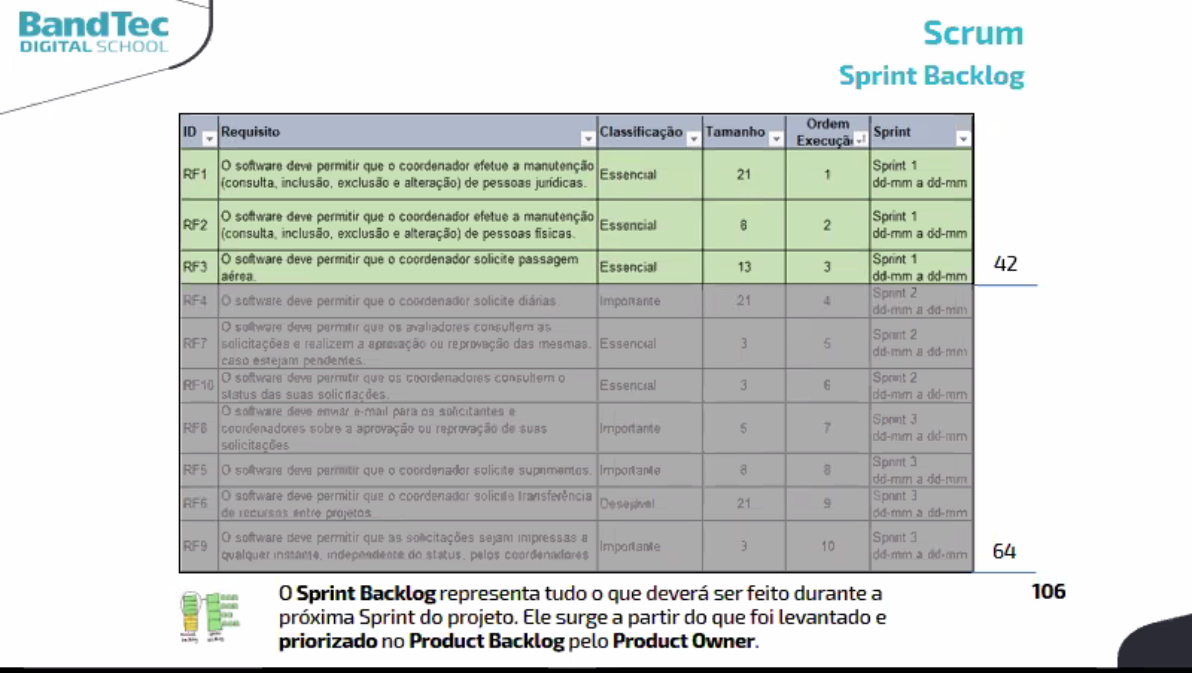 BandTec
DIGITAL SCHOOL
Scrum
Sprint Backlog
ID Requisito Classificação Tamanho Ordem Execução Sprint
RF1 O software deve permitir que o coordenador efetue a manutenção Essencial 21 1 Sprint 1
(consulta, inclusão, exclusão e alteração) de pessoas jurídicas. dd-mm a dd-mm
RF2 O software deve permitir que o coordenador efetue a manutenção Essencial 8 2 Sprint 1
(consulta, inclusão, exclusão e alteração) de pessoas físicas. dd-mm a dd-mm
RF3 O software deve permitir que o coordenador solicite passagem Essencial 13 3 Sprint 1
aérea. dd-mm a dd-mm
42
RF4 O software deve permitir que o coordenador solicite diárias. Importante 21 4 Sprint 2
dd-mm a dd-mm
RF7 O software deve permitir que os avaliadores consultem as Essencial 3 5 Sprint 2
solicitações e realizem a aprovação ou reprovação das mesmas, dd-mm a dd-mm
caso estejam pendentes.
RF10 O software deve permitir que os coordenadores consultem o Essencial 3 6 Sprint 2
status das suas solicitações. dd-mm a dd-mm
O software deve enviar e-mail para os solicitantes e Importante 5 7 Sprint 3
coordenadores sobre a aprovação ou reprovação de suas dd-mm a dd-mm
solicitações
RF5 O software deve permitir que o coordenador solicite suprimentos. Importante 8 8 Sprint 3
dd-mm a dd-mm
O software deve permitir que o coordenador solicite transferência Desejável 21 9 Sprint 3
de recursos entre projetos. dd-mm a dd-mm
RF9 O software deve permitir que as solicitações sejam impressas a Importante 3 10 Sprint 3
qualquer instante, independente do status, pelos coordenadores dd-mm a dd-mm
64
106
O Sprint Backlog representa tudo o que deverá ser feito durante a
próxima Sprint do projeto. Ele surge a partir do que foi levantado e
priorizado no Product Backlog pelo Product Owner.